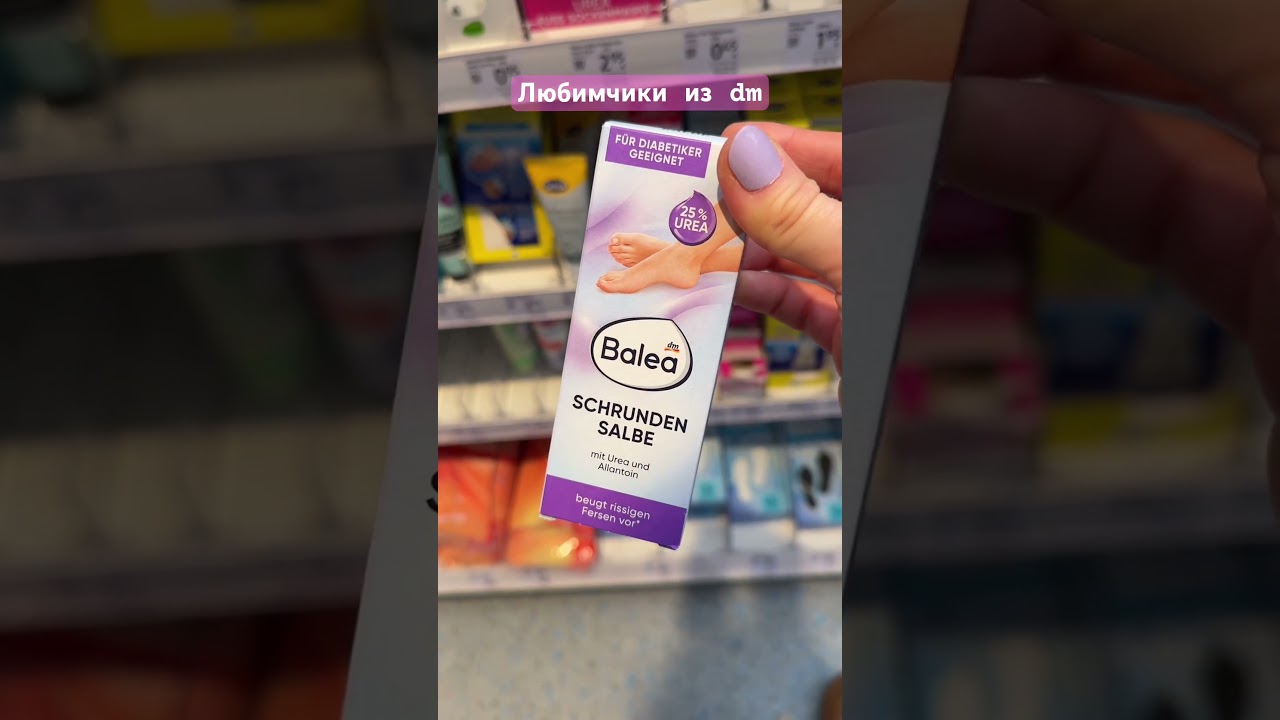 Любимчики из dm
FÜR DIABETIKER
GEEIGNET
25%
UREA
dm
Balea
SCHRUNDEN
SALBE
mit Urea und
Allantoin
beugt rissigen
Fersen vor*